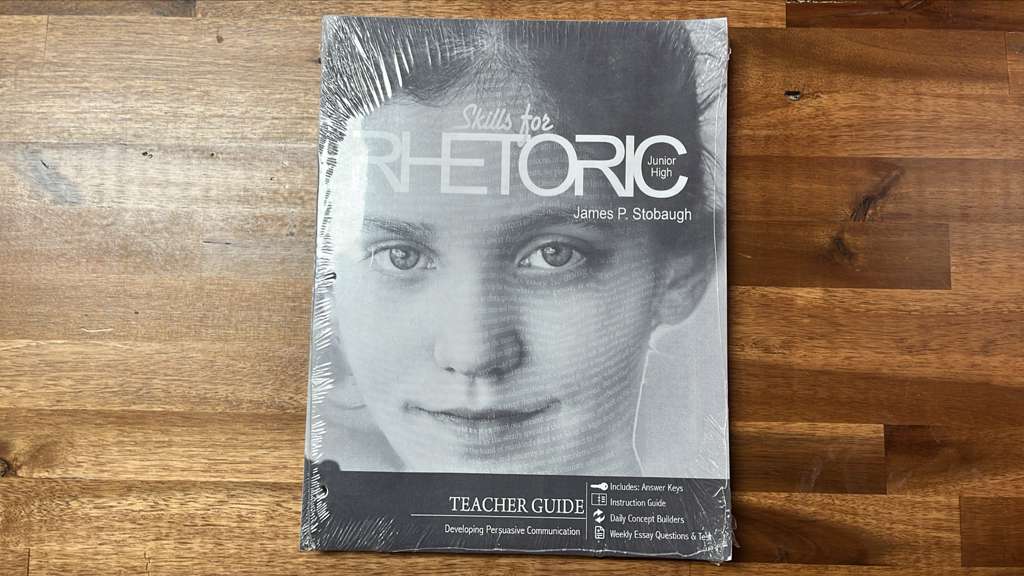 Skills for
RHETORIC
Junior
High
James P. Stobaugh
TEACHER GUIDE
Developing Persuasive Communication
Includes: Answer Keys
Instruction Guide
Daily Concept Builders
Weekly Essay Questions & Test